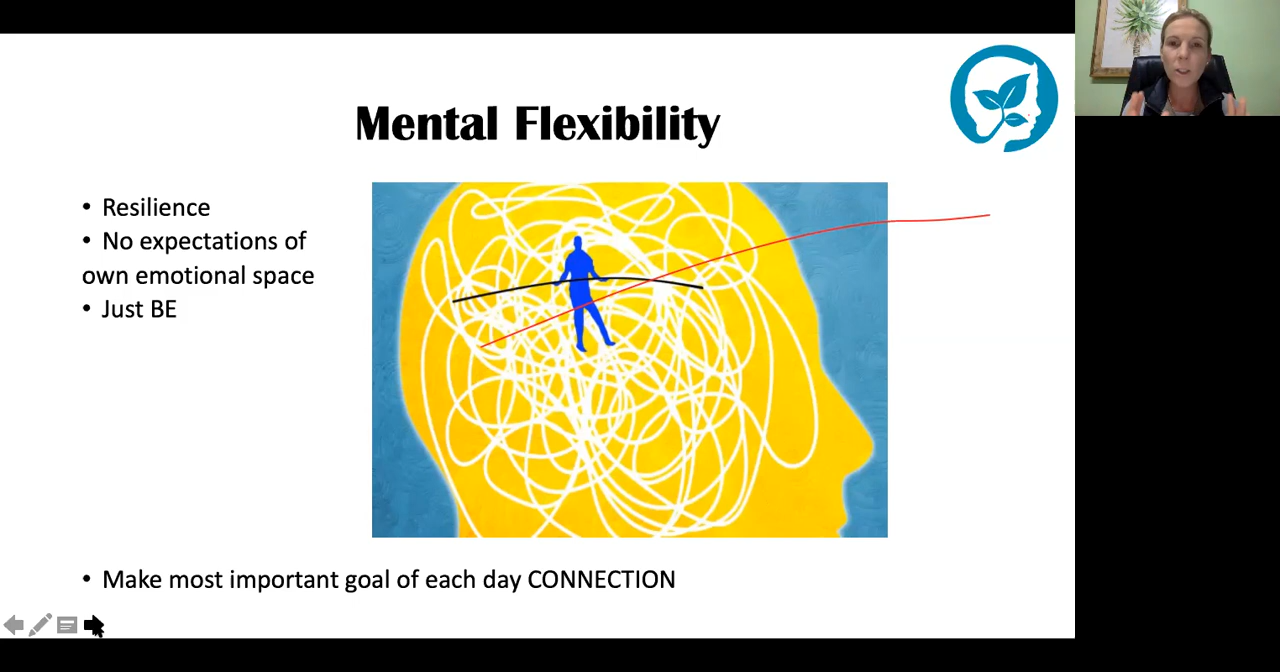 Mental Flexibility
• Resilience
• No expectations of
own emotional space
• Just BE
• Make most important goal of each day CONNECTION